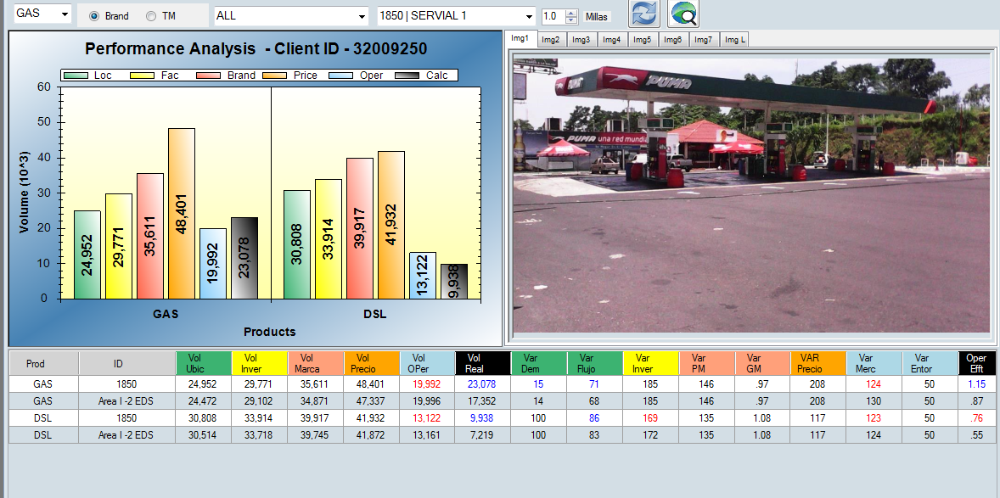 GAS Brand TM ALL 1850 | SERVIAL 1 1.0 Millas
Img1 Img2 Img3 Img4 Img5 Img6 Img7 Img L
Performance Analysis - Client ID - 32009250
Loc Fac Brand Price Oper Calc
Volume (10^3)
60
50
40
30
20
10
0
24,952 29,771 35,611 48,401 19,992 23,078 30,808 33,914 39,917 41,932 13,122 9,938
GAS DSL
Products
PUMA PUMA
PUMA una red mundial
Prod ID Vol Ubic Vol Inver Vol Marca Vol Precio Vol OPer Vol Real Var Dem Var Flujo Var Inver Var PM Var GM VAR Precio Var Merc Var Entor Oper Efft
GAS 1850 24,952 29,771 35,611 48,401 19,992 23,078 15 71 185 146 .97 208 124 50 1.15
GAS Area I -2 EDS 24,472 29,102 34,871 47,337 19,996 17,352 14 68 185 146 .97 208 130 50 .87
DSL 1850 30,808 33,914 39,917 41,932 13,122 9,938 100 86 169 135 1.08 117 123 50 .76
DSL Area I -2 EDS 30,514 33,718 39,745 41,872 13,161 7,219 100 83 172 135 1.08 117 124 50 .55